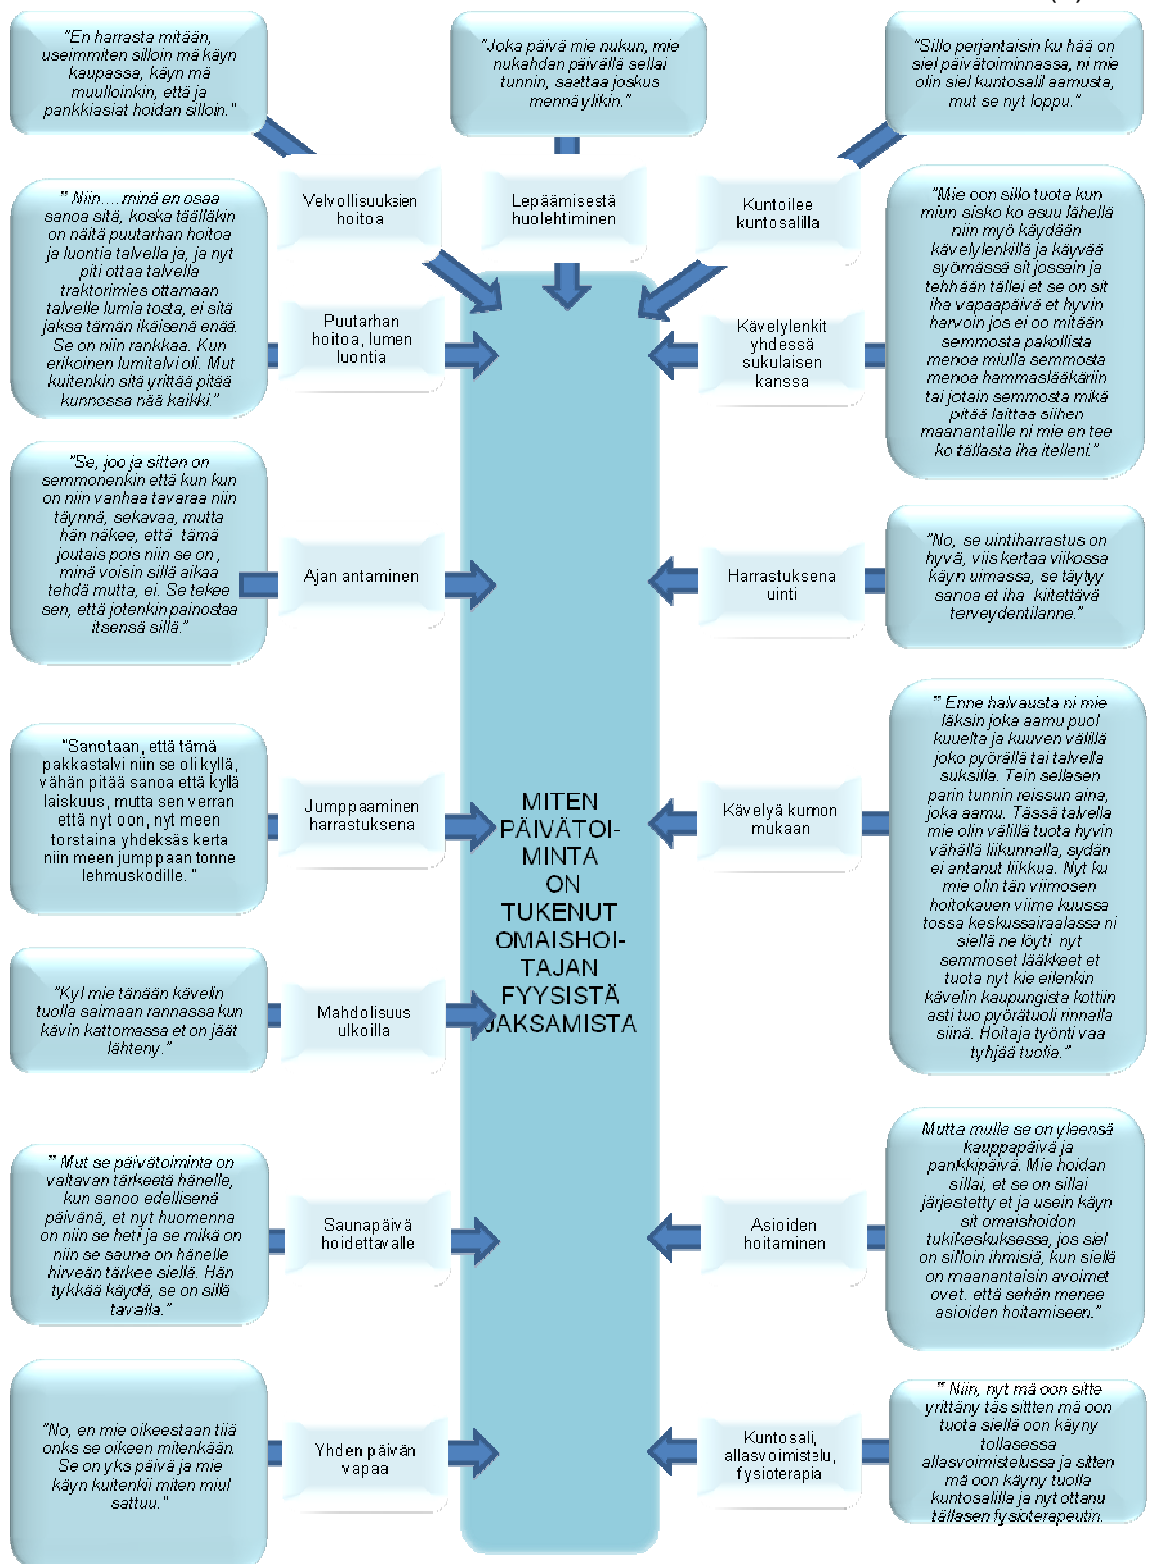 "En harrasta mitään,
useimmiten silloin mä käyn
kaupassa, käyn mä
muulloinkin, että ja
pankkiasiat hoidan silloin."
"Joka päivä mie nukun, mie
nukahdan päivällä sellai
tunnin, saattaa joskus
mennäylikin."
"Sillo perjantaisin ku hää on
siel päivätoiminnassa, ni mie
olin siel kuntosalil aamusta,
mut se nyt loppu."
Velvollisuuksien
hoitoa
Lepäämisestä
huolehtiminen
Kuntoilee
kuntosalilla
" Niin....minä en osaa
sanoa sitä, koska täälläkin
on näitä puutarhan hoitoa
ja luontia talvella ja, ja nyt
piti ottaa talvella
traktorimies ottamaan
talvelle lumia tosta, ei sitä
jaksa tämän ikäisenä enää.
Se on niin rankkaa. Kun
erikoinen lumitalvi oli. Mut
kuitenkin sitä yrittää pitää
kunnossa nää kaikki."
Puutarhan
hoitoa, lumen
luontia
Kävelylenkit
yhdessä
sukulaisen
kanssa
"Mie oon sillo tuota kun
miun sisko ko asuu lähellä
niin myö käydään
kävelylenkillä ja käyvää
syömässä sit jossain ja
tehhään tällei et se on sit
iha vapaapäivä et hyvin
harvoin jos ei oo mitään
semmosta pakollista
menoa miulla semmosta
menoa hammaslääkäriin
tai jotain semmosta mikä
pitää laittaa siihen
maanantaille ni mie en tee
ko tällasta iha itelleni."
"Se, joo ja sitten on
semmonenkin että kun kun
on niin vanhaa tavaraa niin
täynnä, sekavaa, mutta
hän näkee, että tämä
joutais pois niin se on ,
minä voisin sillä aikaa
tehdä mutta, ei. Se tekee
sen, että jotenkin painostaa
itsensä sillä."
Ajan antaminen
Harrastuksena
uinti
"No, se uintiharrastus on
hyvä, viis kertaa viikossa
käyn uimassa, se täytyy
sanoa et iha kiitettävä
terveydentilanne."
"Sanotaan, että tämä
pakkastalvi niin se oli kyllä,
vähän pitää sanoa että kyllä
laiskuus, mutta sen verran
että nyt oon, nyt meen
torstaina yhdeksäs kerta
niin meen jumppaan tonne
lehmuskodille. "
Jumppaaminen
harrastuksena
MITEN
PÄIVÄTOI-
MINTA
ON
TUKENUT
OMAISHOI-
TAJAN
FYYSISTÄ
JAKSAMISTA
Kävelyä kunnon
mukaan
" Enne halvausta ni mie
läksin joka aamu puol
kuuelta ja kuuven välillä
joko pyörällä tai talvella
suksilla. Tein sellasen
parin tunnin reissun aina,
joka aamu. Tässä talvella
mie olin välillä tuota hyvin
vähällä liikunnalla, sydän
ei antanut liikkua. Nyt ku
mie olin tän viimosen
hoitokauen viime kuussa
tossa keskussairaalassa ni
siellä ne löyti nyt
semmoset lääkkeet et
tuota nyt kie eilenkin
kävelin kaupungista kottiin
asti tuo pyörätuoli rinnalla
siinä. Hoitaja työnti vaa
tyhjää tuolia."
"Kyl mie tänään kävelin
tuolla saimaan rannassa kun
kävin kattomassa et on jäät
lähteny."
Mahdolisuus
ulkoilla
" Mut se päivätoiminta on
valtavan tärkeetä hänelle,
kun sanoo edellisenä
päivänä, et nyt huomenna
on niin se heti ja se mikä on
niin se sauna on hänelle
hirveän tärkee siellä. Hän
tykkää käydä, se on sillä
tavalla."
Saunapäivä
hoidettavalle
Asioiden
hoitaminen
Mutta mulle se on yleensä
kauppapäivä ja
pankkipäivä. Mie hoidan
sillai, et se on sillai
järjestetty et ja usein käyn
sit omaishoidon
tukikeskuksessa, jos siel
on silloin ihmisiä, kun siellä
on maanantaisin avoimet
ovet. että sehän menee
asioiden hoitamiseen."
"No, en mie oikeestaan tiiä
onks se oikeen mitenkään.
Se on yks päivä ja mie
käyn kuitenkii miten miul
sattuu."
Yhden päivän
vapaa
Kuntosali,
allasvoimistelu,
fysioterapia
" Niin, nyt mä oon sitte
yrittäny täs sittten mä oon
tuota siellä oon käyny
tollasessa
allasvoimistelussa ja sitten
mä oon käyny tuolla
kuntosalilla ja nyt ottanu
tällasen fysioterapeutin.